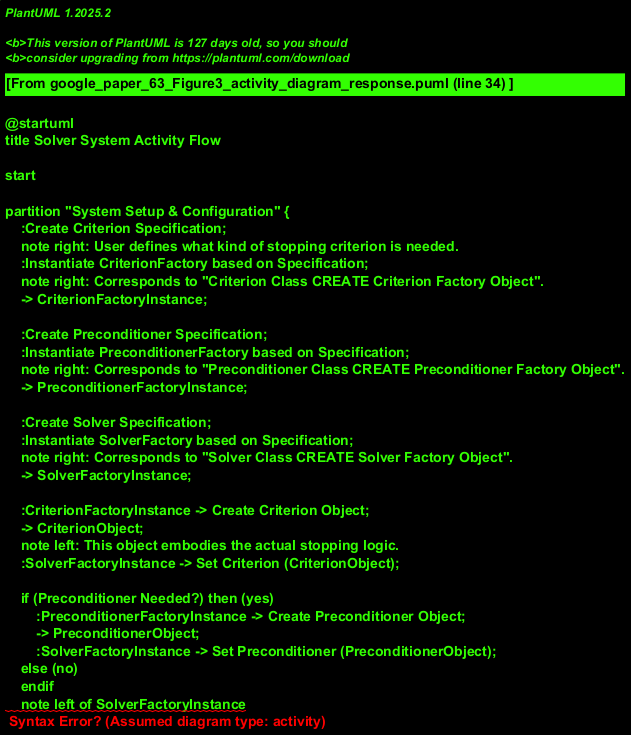 PlantUML 1.2025.2
<b>This version of PlantUML is 127 days old, so you should
<b>consider upgrading from https://plantuml.com/download
[From google_paper_63_Figure3_activity_diagram_response.puml (line 34) ]
@startuml
title Solver System Activity Flow
start
partition "System Setup & Configuration" {
:Create Criterion Specification;
note right: User defines what kind of stopping criterion is needed.
:Instantiate CriterionFactory based on Specification;
note right: Corresponds to "Criterion Class CREATE Criterion Factory Object".
-> CriterionFactoryInstance;
:Create Preconditioner Specification;
:Instantiate PreconditionerFactory based on Specification;
note right: Corresponds to "Preconditioner Class CREATE Preconditioner Factory Object".
-> PreconditionerFactoryInstance;
:Create Solver Specification;
:Instantiate SolverFactory based on Specification;
note right: Corresponds to "Solver Class CREATE Solver Factory Object".
-> SolverFactoryInstance;
:CriterionFactoryInstance -> Create Criterion Object;
-> CriterionObject;
note left: This object embodies the actual stopping logic.
:SolverFactoryInstance -> Set Criterion (CriterionObject);
if (Preconditioner Needed?) then (yes)
:PreconditionerFactoryInstance -> Create Preconditioner Object;
-> PreconditionerObject;
:SolverFactoryInstance -> Set Preconditioner (PreconditionerObject);
else (no)
endif
note left of SolverFactoryInstance
Syntax Error? (Assumed diagram type: activity)